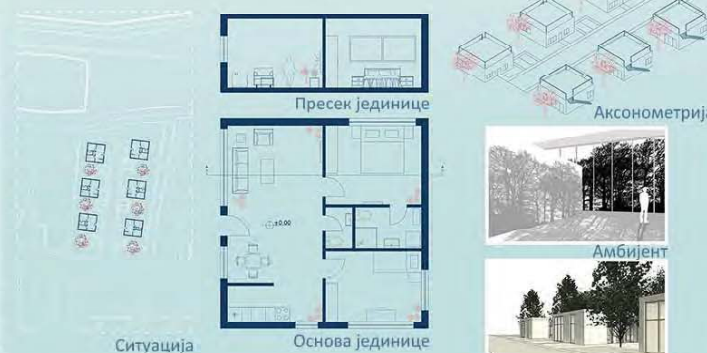 Пресек јединице
Аксонометрија
±0,00
Амбијент
Ситуација
Основа јединице